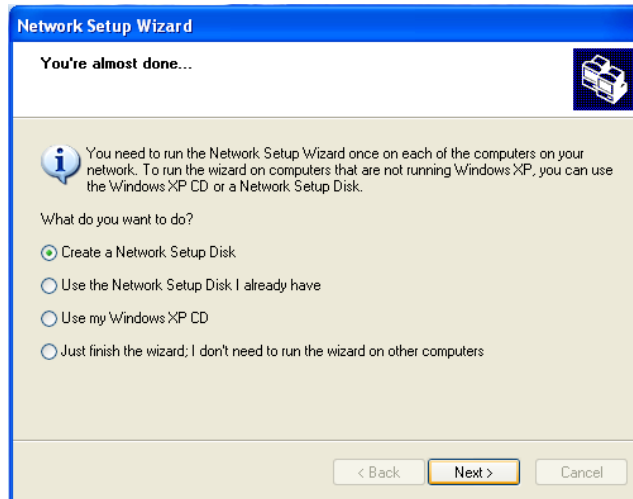 Network Setup Wizard
You're almost done...
You need to run the Network Setup Wizard once on each of the computers on your
network. To run the wizard on computers that are not running Windows XP, you can use
the Windows XP CD or a Network Setup Disk.
What do you want to do?
Create a Network Setup Disk
Use the Network Setup Disk I already have
Use my Windows XP CD
Just finish the wizard; I don't need to run the wizard on other computers
< Back Next > Cancel